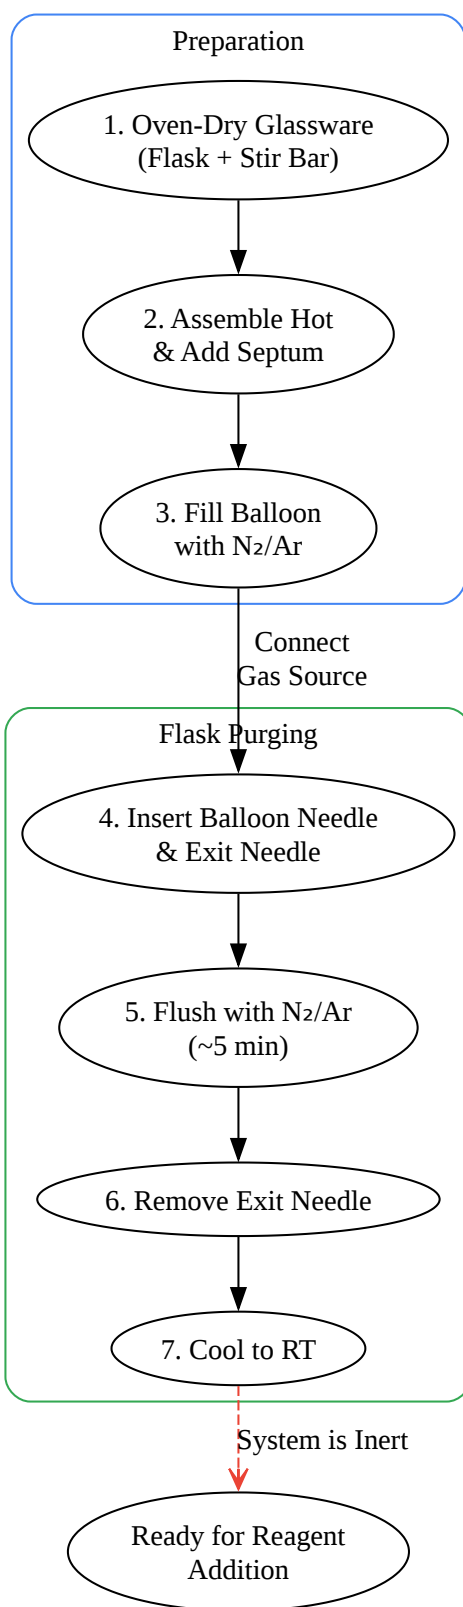 Preparation
1. Oven-Dry Glassware
(Flask + Stir Bar)
2. Assemble Hot
& Add Septum
3. Fill Balloon
with N₂/Ar
Connect
Gas Source
Flask Purging
4. Insert Balloon Needle
& Exit Needle
5. Flush with N₂/Ar
(~5 min)
6. Remove Exit Needle
7. Cool to RT
System is Inert
Ready for Reagent
Addition